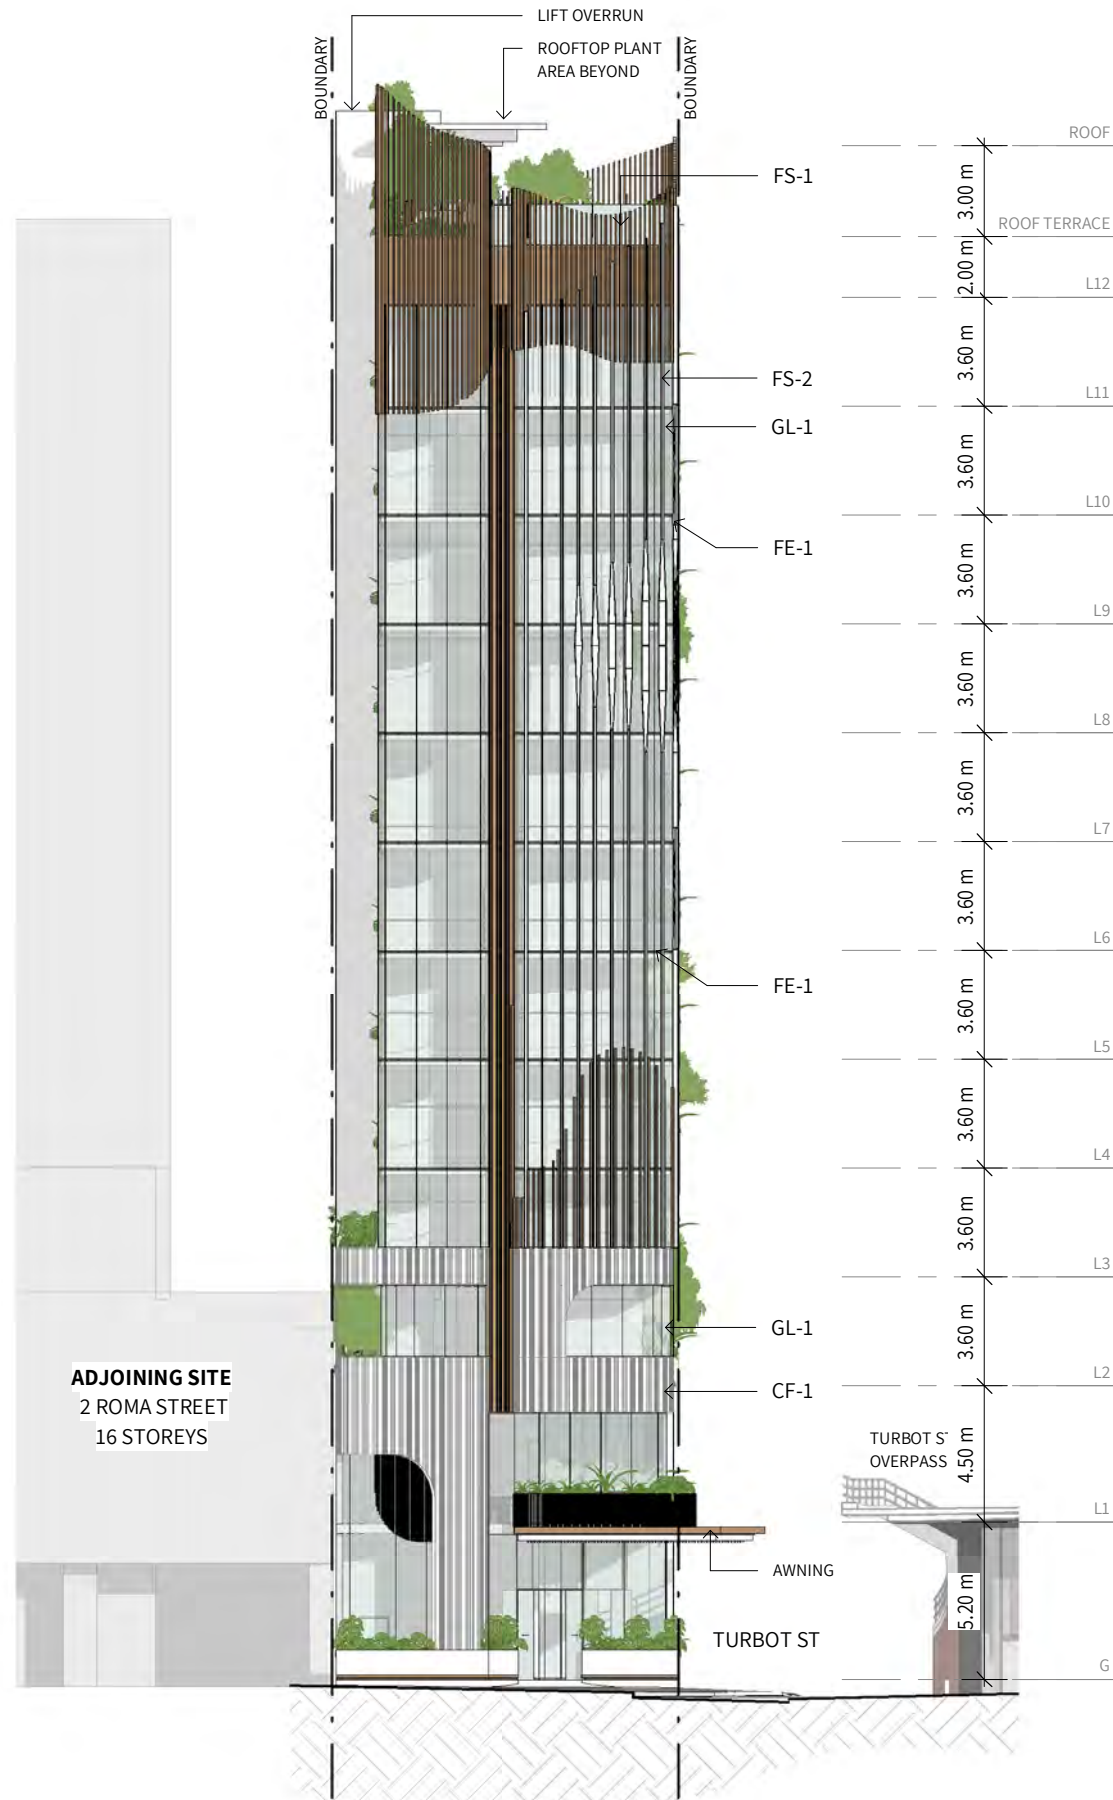 LIFT OVERRUN
ROOFTOP PLANT
AREA BEYOND
BOUNDARY
BOUNDARY
ROOF
3.00 m
FS-1
ROOF TERRACE
2.00 m
L12
3.60 m
FS-2
L11
GL-1
3.60 m
L10
FE-1
3.60 m
L9
3.60 m
L8
3.60 m
L7
3.60 m
L6
FE-1
3.60 m
L5
3.60 m
L4
3.60 m
L3
GL-1
3.60 m
ADJOINING SITE
2 ROMA STREET
16 STOREYS
L2
CF-1
TURBOT S
OVERPASS
4.50 m
L1
AWNING
5.20 m
TURBOT ST
G